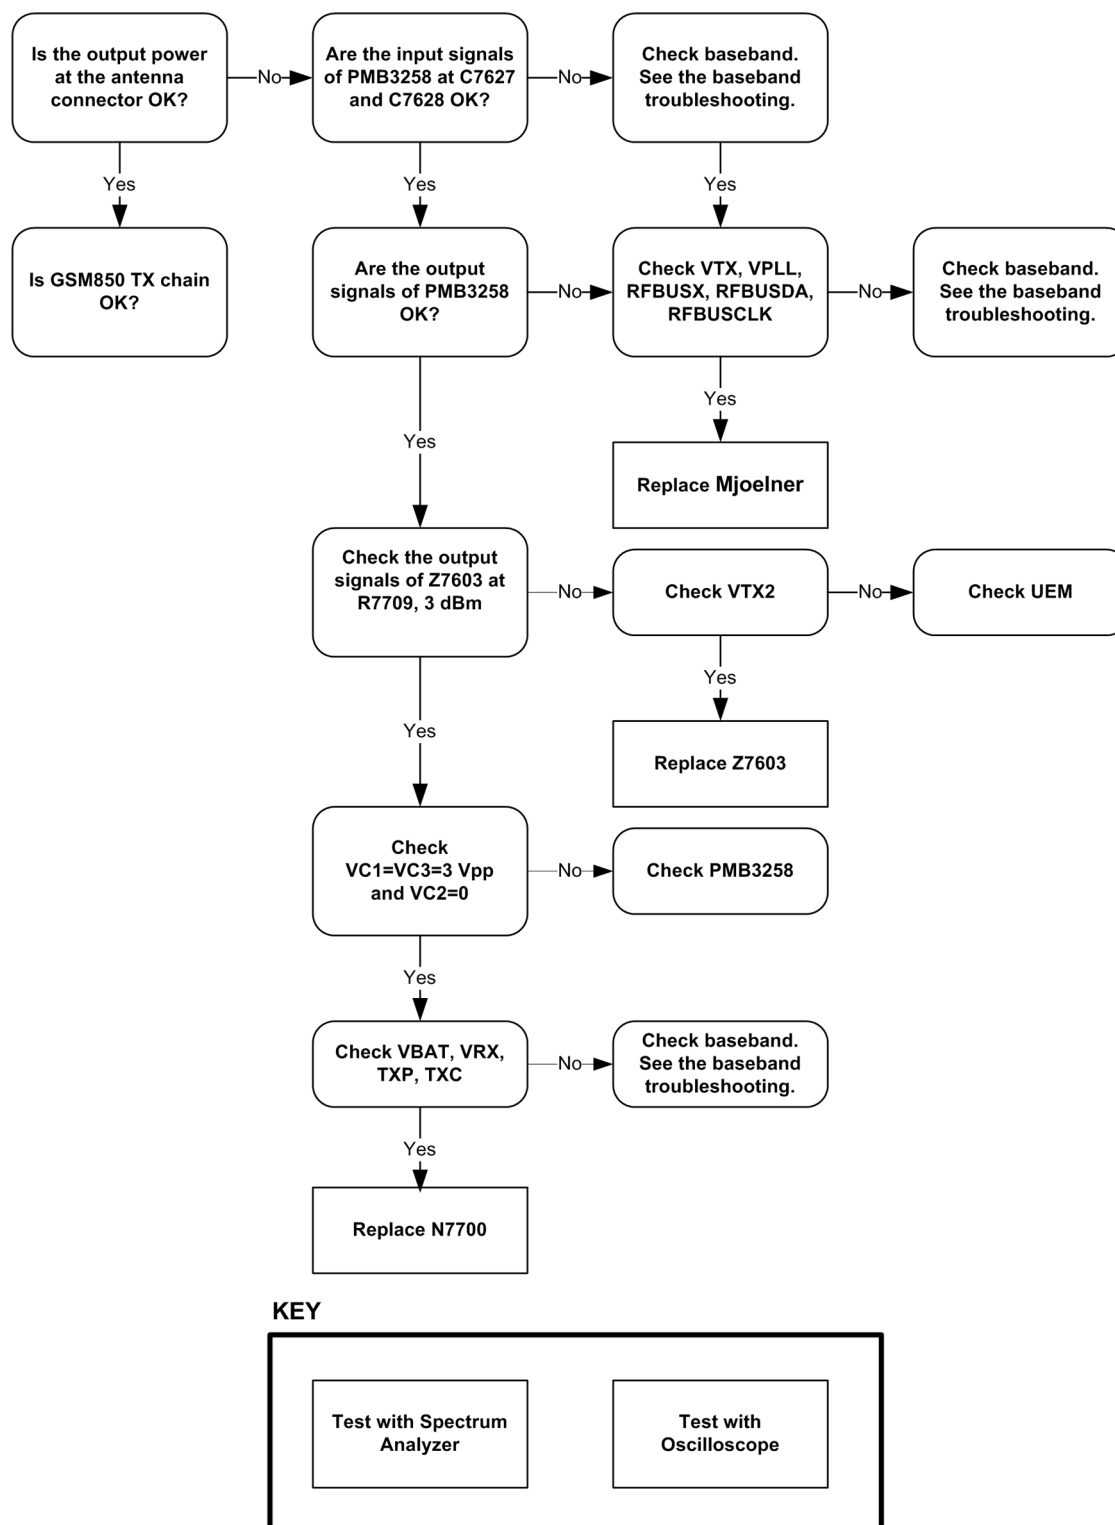 Is the output power
at the antenna
connector OK?
No
Are the input signals
of PMB3258 at C7627
and C7628 OK?
No
Check baseband.
See the baseband
troubleshooting.
Yes
Yes
Yes
Is GSM850 TX chain
OK?
Are the output
signals of PMB3258
OK?
No
Check VTX, VPLL,
RFBUSX, RFBUSDA,
RFBUSCLK
No
Check baseband.
See the baseband
troubleshooting.
Yes
Yes
Replace Mjoelner
Check the output
signals of Z7603 at
R7709, 3 dBm
No
Check VTX2
No
Check UEM
Yes
Yes
Replace Z7603
Check
VC1=VC3=3 Vpp
and VC2=0
No
Check PMB3258
Yes
Check VBAT, VRX,
TXP, TXC
No
Check baseband.
See the baseband
troubleshooting.
Yes
Replace N7700
KEY
Test with Spectrum
Analyzer
Test with
Oscilloscope